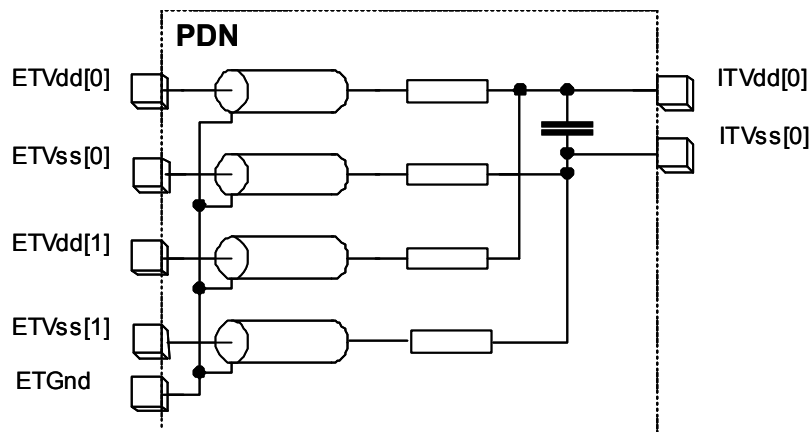 PDN
ETVdd[0]
ITVdd[0]
ITVss[0]
ETVss[0]
ETVdd[1]
ETVss[1]
ETGnd